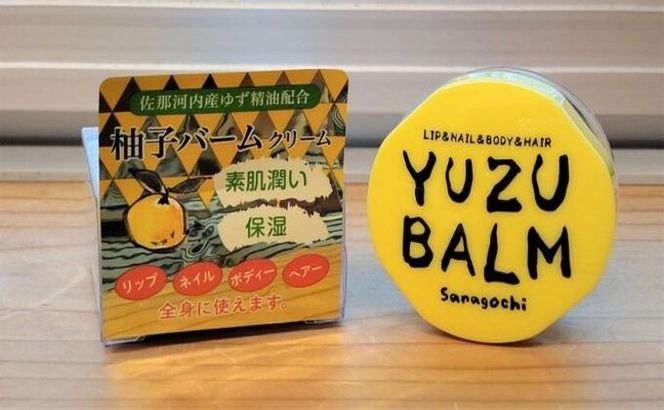 佐那河内産ゆず精油配合
柚子バームクリーム
素肌潤い
保湿
リップ
ネイル
ボディー
ヘアー
全身に使えます。
LIP&NAIL&BODY&HAIR
YUZU
BALM
Sanagochi